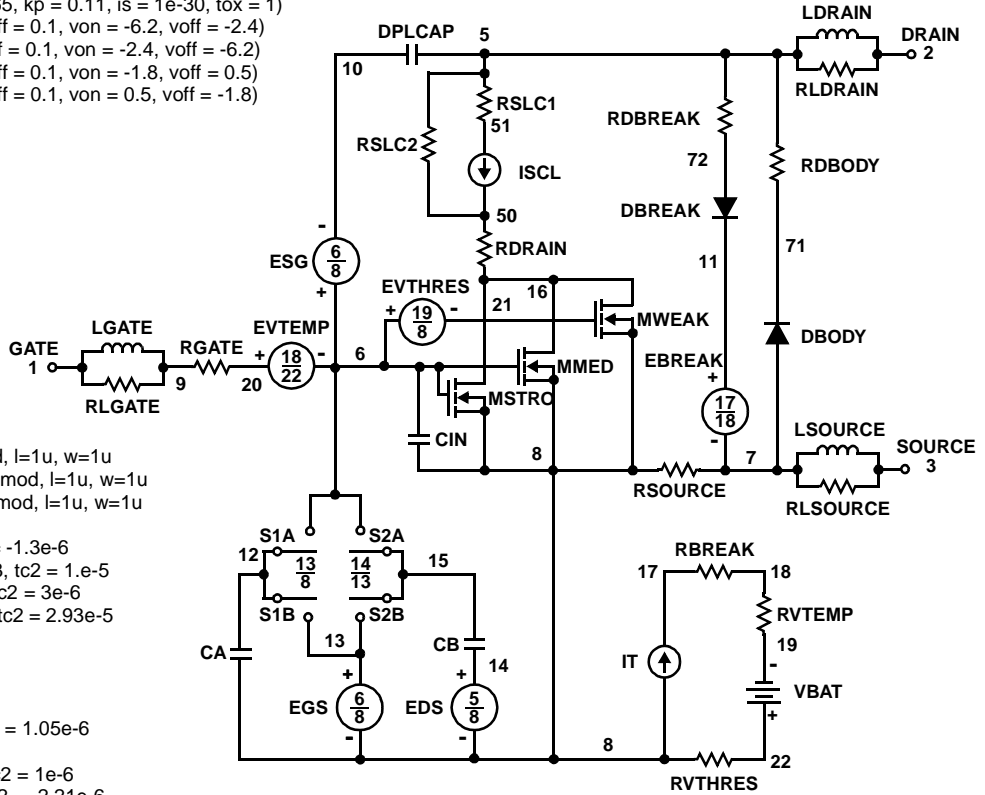 65, kp = 0.11, is = 1e-30, tox = 1)
ff = 0.1, von = -6.2, voff = -2.4)
f = 0.1, von = -2.4, voff = -6.2)
ff = 0.1, von = -1.8, voff = 0.5)
ff = 0.1, von = 0.5, voff = -1.8)
DPLCAP
5
10
LDRAIN
DRAIN
2
RLDRAIN
RSLC1
51
RSLC2
ISCL
50
RDRAIN
RDBREAK
72
RDBODY
DBREAK
11
71
ESG
6
8
-
+
EVTHRES
+
19
8
-
21
16
MWEAK
LGATE
GATE
1
RLGATE
9
RGATE
20
EVTEMP
+
18
22
-
6
MMED
MSTRO
EBREAK
+
17
18
-
DBODY
CIN
8
7
RSOURCE
LSOURCE
SOURCE
3
RLSOURCE
d, l=1u, w=1u
mod, l=1u, w=1u
mod, l=1u, w=1u
= -1.3e-6
tc2 = 1.e-5
c2 = 3e-6
tc2 = 2.93e-5
= 1.05e-6
c2 = 1e-6
S1A
S2A
12
13
8
14
13
15
S1B
S2B
13
CA
CB
14
+
EGS
6
8
-
+
EDS
5
8
-
8
RBREAK
17
18
RVTEMP
19
IT
-
VBAT
+
22
RVTHRES